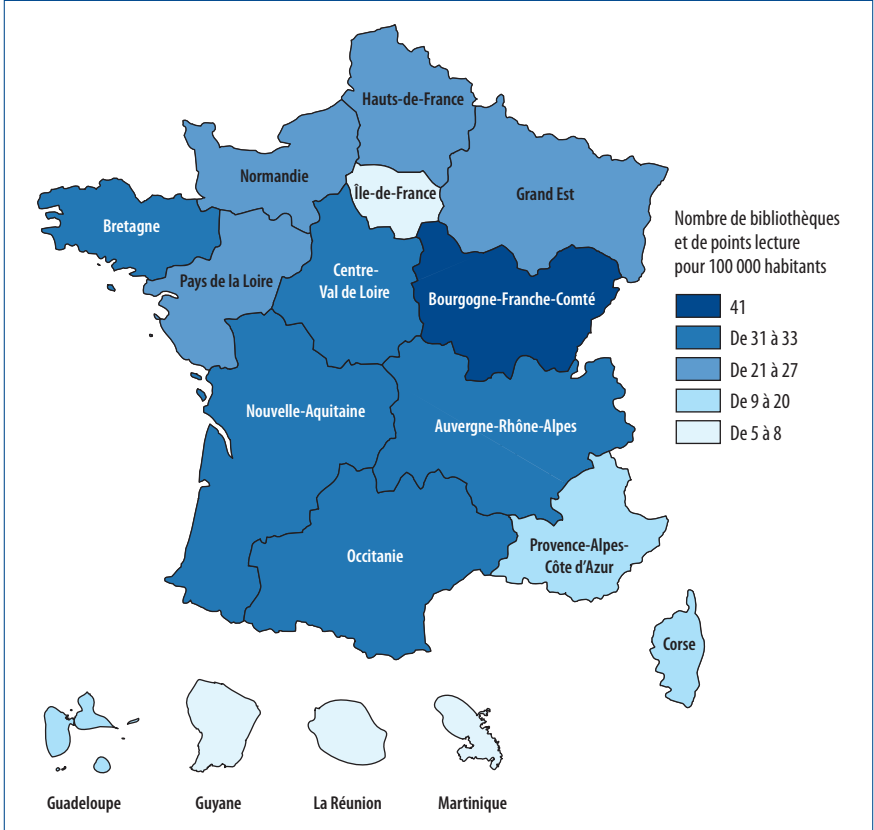 Hauts-de-France
Normandie
Île-de-France
Grand Est
Bretagne
Pays de la Loire
Centre-
Val de Loire
Bourgogne-Franche-Comté
Nouvelle-Aquitaine
Auvergne-Rhône-Alpes
Occitanie
Provence-Alpes-
Côte d'Azur
Corse
Nombre de bibliothèques
et de points lecture
pour 100 000 habitants
41
De 31 à 33
De 21 à 27
De 9 à 20
De 5 à 8
Guadeloupe
Guyane
La Réunion
Martinique